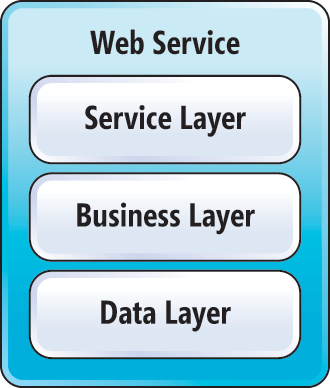 Web Service
Service Layer
Business Layer
Data Layer